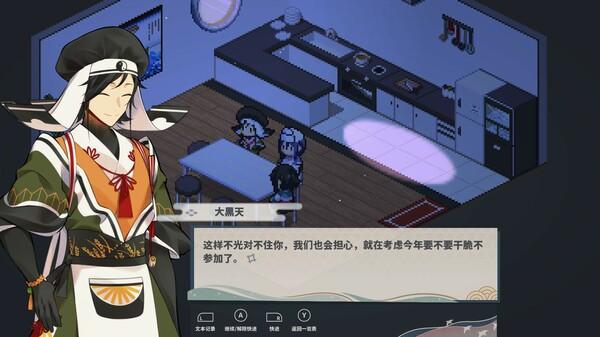 大黑天
这样不光对不住你，我们也会担心，就在考虑今年要不要干脆不
参加了。
L A R Y
文本记录 继续/解除快进 快进 返回一览表